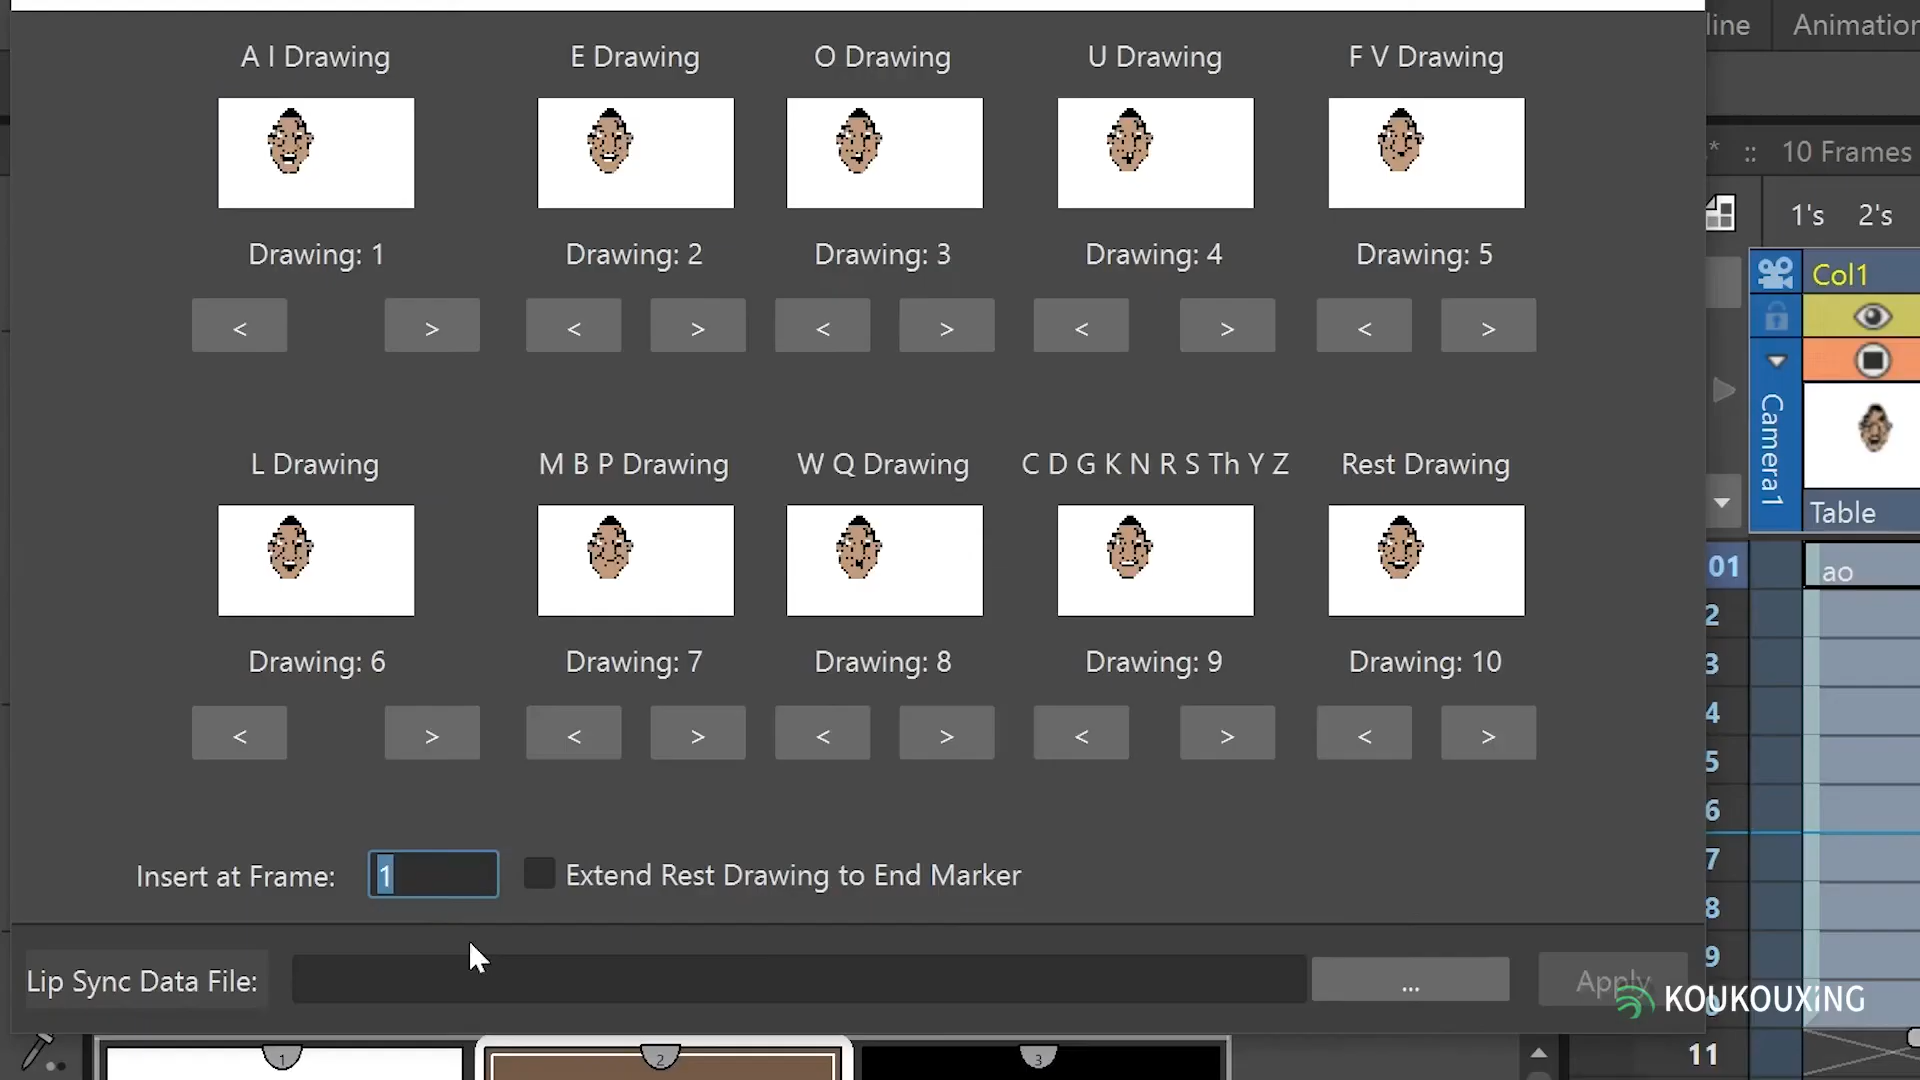 line
Animation
A I Drawing
E Drawing
O Drawing
U Drawing
F V Drawing
:: 10 Frames
1's 2's
Drawing: 1
Drawing: 2
Drawing: 3
Drawing: 4
Drawing: 5
< >
< >
< >
< >
< >
Col1
Camera1
Table
L Drawing
M B P Drawing
W Q Drawing
C D G K N R S Th Y Z
Rest Drawing
Drawing: 6
Drawing: 7
Drawing: 8
Drawing: 9
Drawing: 10
< >
< >
< >
< >
< >
01 ao
2
3
4
5
6
7
8
9
11
Insert at Frame: 1
Extend Rest Drawing to End Marker
Lip Sync Data File:
...
Apply
KOUKOUXING
1
2
3